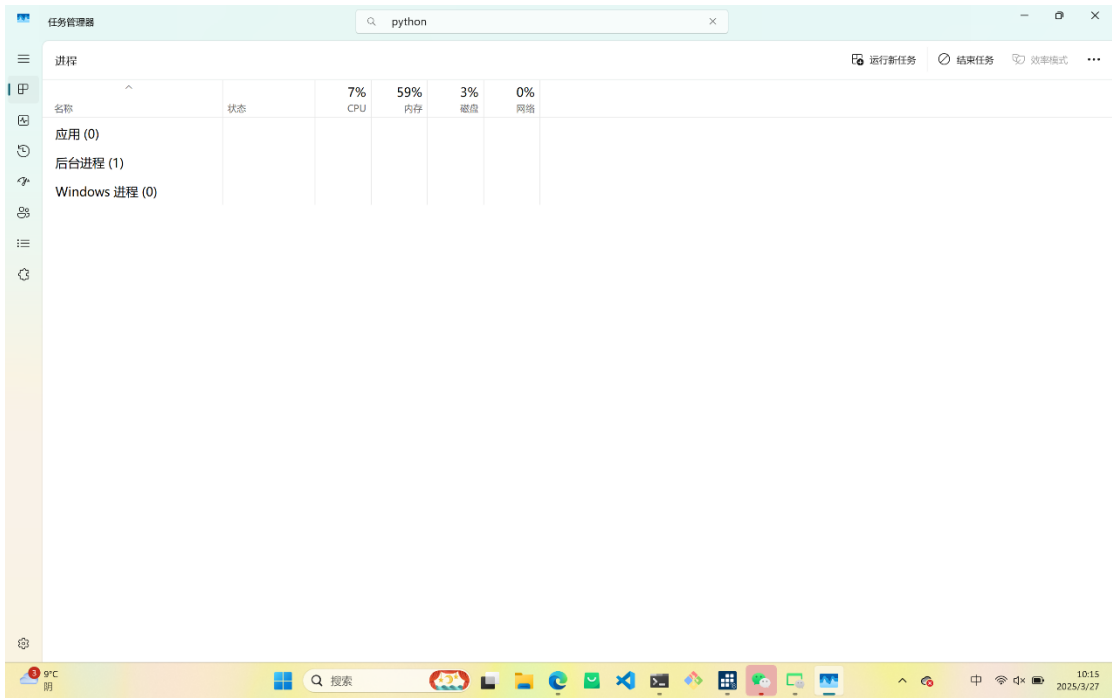 任务管理器
python
进程
运行新任务
结束任务
效率模式
7% 59% 3% 0%
名称 状态 CPU 内存 磁盘 网络
应用 (0)
后台进程 (1)
Windows 进程 (0)
3
9°C
阴
搜索
中
10:15
2025/3/27